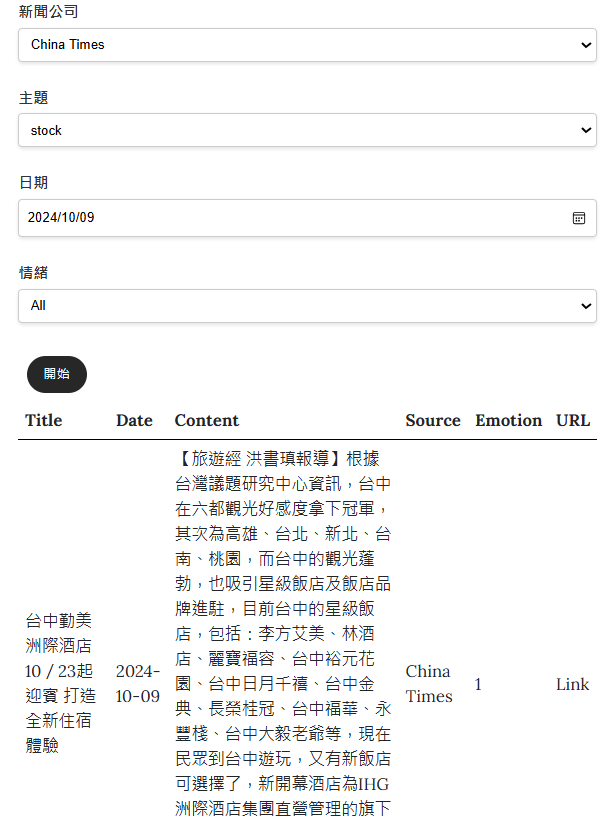 新聞公司
China Times
主題
stock
日期
2024/10/09
情緒
All
開始
Title Date Content Source Emotion URL
台中勤美
洲際酒店
10 / 23起
迎賓 打造
全新住宿
體驗
2024-
10-09
【旅遊經 洪書瑱報導】根據
台灣議題研究中心資訊，台中
在六都觀光好感度拿下冠軍，
其次為高雄、台北、新北、台
南、桃園，而台中的觀光蓬
勃，也吸引星級飯店及飯店品
牌進駐，目前台中的星級飯
店，包括：李方艾美、林酒
店、麗寶福容、台中裕元花
園、台中日月千禧、台中金
典、長榮桂冠、台中福華、永
豐棧、台中大毅老爺等，現在
民眾到台中遊玩，又有新飯店
可選擇了，新開幕酒店為IHG
洲際酒店集團直營管理的旗下
China
Times
1
Link